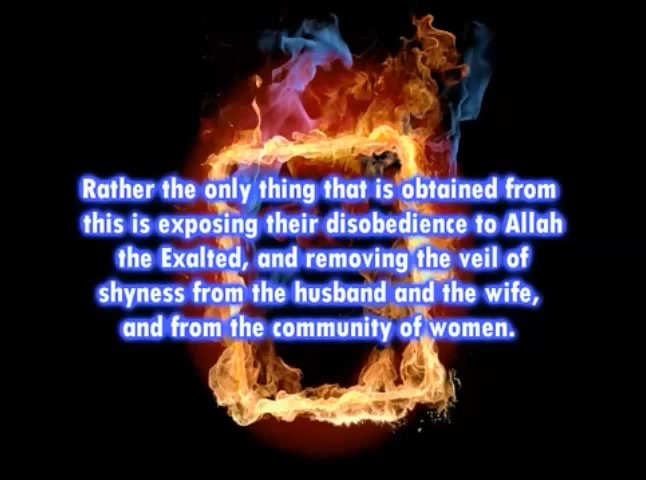 Rather the only thing that is obtained from
this is exposing their disobedience to Allah
the Exalted, and removing the veil of
shyness from the husband and the wife,
and from the community of women.